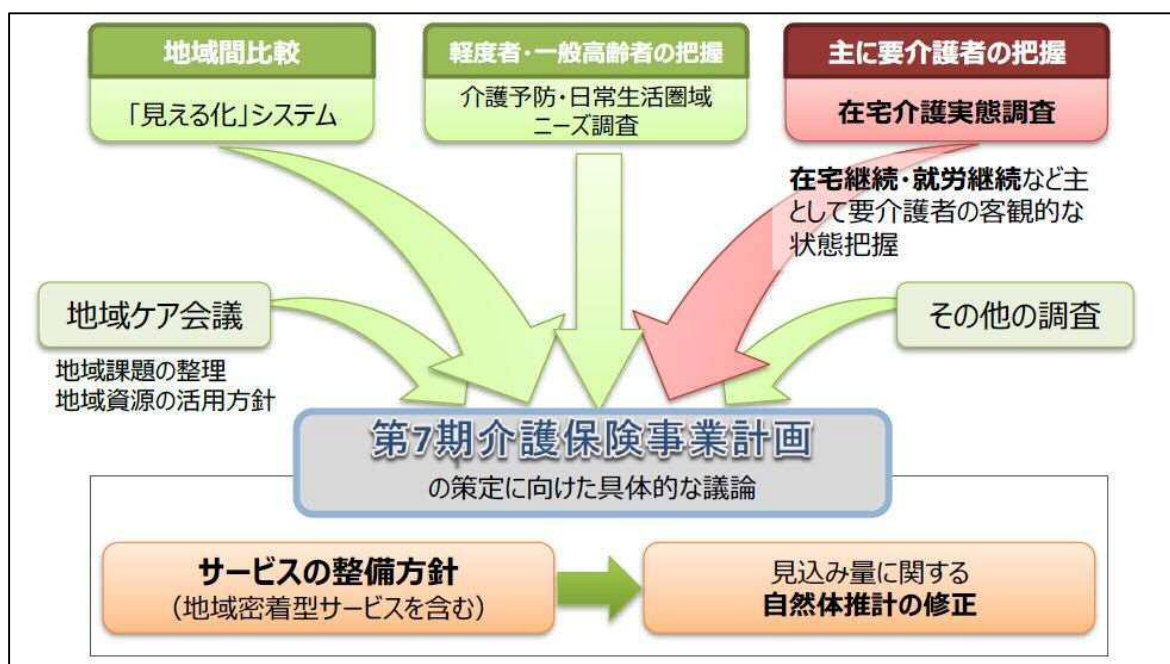 地域間比較
「見える化」システム
軽度者・一般高齢者の把握
介護予防・日常生活圏域
ニーズ調査
主に要介護者の把握
在宅介護実態調査
在宅継続・就労継続など主
として要介護者の客観的な
状態把握
地域ケア会議
地域課題の整理
地域資源の活用方針
その他の調査
第7期介護保険事業計画
の策定に向けた具体的な議論
サービスの整備方針
（地域密着型サービスを含む）
見込み量に関する
自然体推計の修正